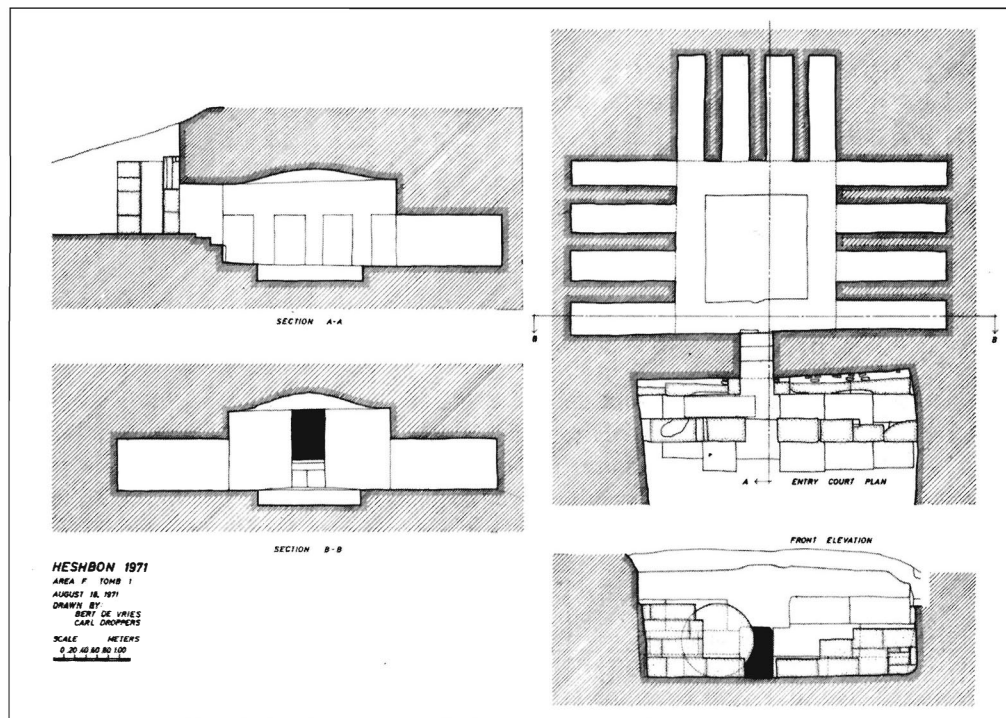 SECTION A-A
SECTION B-B
HESHBON 1971
AREA F TOMB 1
AUGUST 18, 1971
DRAWN BY:
BERT DE VRIES
CARL DROPPERS
SCALE METERS
0 .20 .40 .60 .80 1.00
B B
A ENTRY COURT PLAN
FRONT ELEVATION